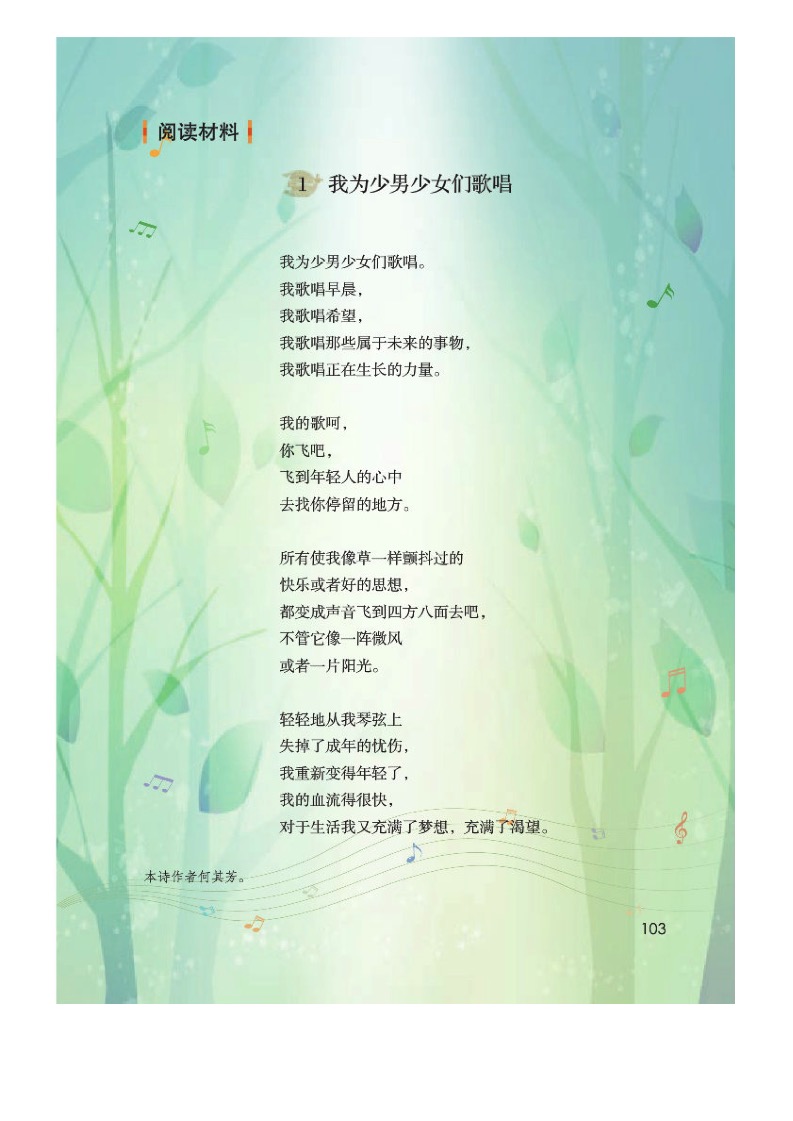 阅读材料
1 我为少男少女们歌唱
我为少男少女们歌唱。
我歌唱早晨，
我歌唱希望，
我歌唱那些属于未来的事物，
我歌唱正在生长的力量。
我的歌呵，
你飞吧，
飞到年轻人的心中
去找你停留的地方。
所有使我像草一样颤抖过的
快乐或者好的思想，
都变成声音飞到四方八面去吧，
不管它像一阵微风
或者一片阳光。
轻轻地从我琴弦上
失掉了成年的忧伤，
我重新变得年轻了，
我的血流得很快，
对于生活我又充满了梦想，充满了渴望。
本诗作者何其芳。
103